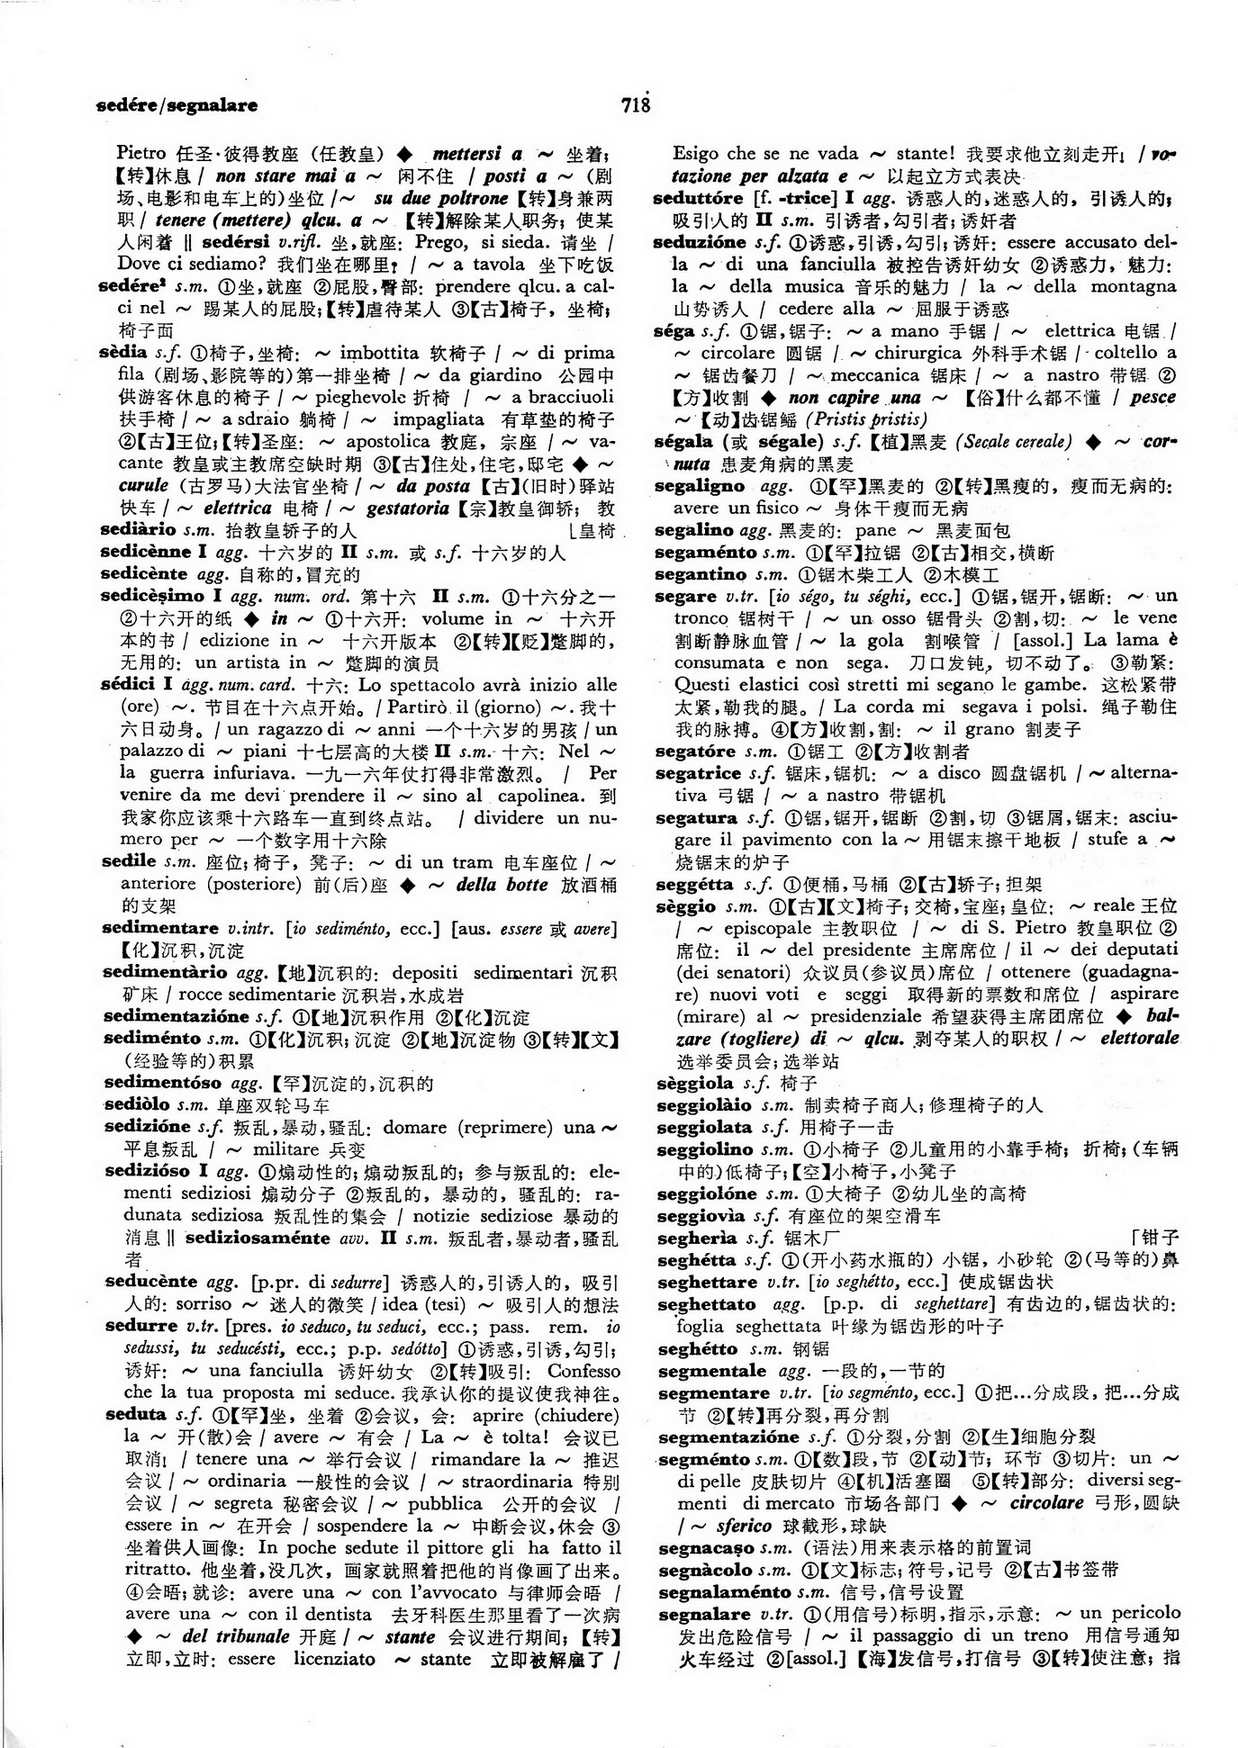 sedére/segnalare
718
Pietro 任圣·彼得教座 (任教皇) ◆ mettersi a ～ 坐着;
【转】休息 / non stare mai a ～ 闲不住 / posti a ～ (剧
场、电影和电车上的)坐位 /～ su due poltrone 【转】身兼两
职 / tenere (mettere) qlcu. a ～ 【转】解除某人职务; 使某
人闲着 ‖ sedérsi v.rifl. 坐,就座: Prego, si sieda. 请坐 /
Dove ci sediamo? 我们坐在哪里? / ～ a tavola 坐下吃饭
sedére² s.m. ①坐,就座 ②屁股,臀部: prendere qlcu. a cal-
ci nel ～ 踢某人的屁股;【转】虐待某人 ③【古】椅子, 坐椅;
椅子面
sèdia s.f. ①椅子,坐椅: ～ imbottita 软椅子 / ～ di prima
fila (剧场、影院等的)第一排坐椅 / ～ da giardino 公园中
供游客休息的椅子 / ～ pieghevole 折椅 / ～ a bracciuoli
扶手椅 / ～ a sdraio 躺椅 / ～ impagliata 有草垫的椅子
②【古】王位;【转】圣座: ～ apostolica 教庭, 宗座 / ～ va-
cante 教皇或主教席空缺时期 ③【古】住处,住宅,邸宅 ◆ ～
curule (古罗马)大法官坐椅 / ～ da posta 【古】(旧时)驿站
快车 / ～ elettrica 电椅 / ～ gestatoria 【宗】教皇御轿; 教
sediàrio s.m. 抬教皇轿子的人 ⌊皇椅
sedicènne I agg. 十六岁的 II s.m. 或 s.f. 十六岁的人
sedicènte agg. 自称的,冒充的
sedicèsimo I agg. num. ord. 第十六 II s.m. ①十六分之一
②十六开的纸 ◆ in ～ ①十六开: volume in ～ 十六开
本的书 / edizione in ～ 十六开版本 ②【转】【贬】蹩脚的,
无用的: un artista in ～ 蹩脚的演员
sédici I agg. num. card. 十六: Lo spettacolo avrà inizio alle
(ore) ～. 节目在十六点开始。/ Partirò il (giorno) ～. 我十
六日动身。/ un ragazzo di ～ anni 一个十六岁的男孩 / un
palazzo di ～ piani 十七层高的大楼 II s.m. 十六: Nel ～
la guerra infuriava. 一九一六年仗打得非常激烈。 / Per
venire da me devi prendere il ～ sino al capolinea. 到
我家你应该乘十六路车一直到终点站。 / dividere un nu-
mero per ～ 一个数字用十六除
sedile s.m. 座位; 椅子, 凳子: ～ di un tram 电车座位 / ～
anteriore (posteriore) 前(后)座 ◆ ～ della botte 放酒桶
的支架
sedimentare v.intr. [io sediménto, ecc.] [aus. essere 或 avere]
【化】沉积,沉淀
sedimentàrio agg. 【地】沉积的: depositi sedimentari 沉积
矿床 / rocce sedimentarie 沉积岩,水成岩
sedimentazióne s.f. ①【地】沉积作用 ②【化】沉淀
sediménto s.m. ①【化】沉积; 沉淀 ②【地】沉淀物 ③【转】【文】
(经验等的)积累
sedimentóso agg. 【罕】沉淀的,沉积的
sediòlo s.m. 单座双轮马车
sedizióne s.f. 叛乱,暴动,骚乱: domare (reprimere) una ～
平息叛乱 / ～ militare 兵变
sedizióso I agg. ①煽动性的; 煽动叛乱的; 参与叛乱的: ele-
menti sediziosi 煽动分子 ②叛乱的, 暴动的, 骚乱的: ra-
dunata sediziosa 叛乱性的集会 / notizie sediziose 暴动的
消息 ‖ sediziosaménte avv. II s.m. 叛乱者,暴动者,骚乱
者
seducènte agg. [p.pr. di sedurre] 诱惑人的,引诱人的, 吸引
人的: sorriso ～ 迷人的微笑 / idea (tesi) ～ 吸引人的想法
sedurre v.tr. [pres. io seduco, tu seduci, ecc.; pass. rem. io
sedussi, tu seducésti, ecc.; p.p. sedótto] ①诱惑,引诱,勾引;
诱奸: ～ una fanciulla 诱奸幼女 ②【转】吸引: Confesso
che la tua proposta mi seduce. 我承认你的提议使我神往。
seduta s.f. ①【罕】坐, 坐着 ②会议, 会: aprire (chiudere)
la ～ 开(散)会 / avere ～ 有会 / La ～ è tolta! 会议已
取消! / tenere una ～ 举行会议 / rimandare la ～ 推迟
会议 / ～ ordinaria 一般性的会议 / ～ straordinaria 特别
会议 / ～ segreta 秘密会议 / ～ pubblica 公开的会议 /
essere in ～ 在开会 / sospendere la ～ 中断会议,休会 ③
坐着供人画像: In poche sedute il pittore gli ha fatto il
ritratto. 他坐着,没几次, 画家就照着把他的肖像画了出来。
④会晤; 就诊: avere una ～ con l'avvocato 与律师会晤 /
avere una ～ con il dentista 去牙科医生那里看了一次病
◆ ～ del tribunale 开庭 / ～ stante 会议进行期间; 【转】
立即,立时: essere licenziato ～ stante 立即被解雇了 /
Esigo che se ne vada ～ stante! 我要求他立刻走开! / vo-
tazione per alzata e ～ 以起立方式表决
seduttóre [f. -trice] I agg. 诱惑人的,迷惑人的, 引诱人的;
吸引人的 II s.m. 引诱者,勾引者; 诱奸者
seduzióne s.f. ①诱惑,引诱,勾引; 诱奸: essere accusato del-
la ～ di una fanciulla 被控告诱奸幼女 ②诱惑力, 魅力:
la ～ della musica 音乐的魅力 / la ～ della montagna
山势诱人 / cedere alla ～ 屈服于诱惑
séga s.f. ①锯,锯子: ～ a mano 手锯 / ～ elettrica 电锯 /
～ circolare 圆锯 / ～ chirurgica 外科手术锯 / coltello a
～ 锯齿餐刀 / ～ meccanica 锯床 / ～ a nastro 带锯 ②
【方】收割 ◆ non capire una ～ 【俗】什么都不懂 / pesce
～ 【动】齿锯鳐 (Pristis pristis)
ségala (或 ségale) s.f. 【植】黑麦 (Secale cereale) ◆ ～ cor-
nuta 患麦角病的黑麦
segaligno agg. ①【罕】黑麦的 ②【转】黑瘦的, 瘦而无病的:
avere un fisico ～ 身体干瘦而无病
segalino agg. 黑麦的: pane ～ 黑麦面包
segaménto s.m. ①【罕】拉锯 ②【古】相交,横断
segantino s.m. ①锯木柴工人 ②木模工
segare v.tr. [io ségo, tu séghi, ecc.] ①锯,锯开,锯断: ～ un
tronco 锯树干 / ～ un osso 锯骨头 ②割,切: ～ le vene
割断静脉血管 / ～ la gola 割喉管 / [assol.] La lama è
consumata e non sega. 刀口发钝, 切不动了。 ③勒紧:
Questi elastici così stretti mi segano le gambe. 这松紧带
太紧,勒我的腿。/ La corda mi segava i polsi. 绳子勒住
我的脉搏。④【方】收割,割: ～ il grano 割麦子
segatóre s.m. ①锯工 ②【方】收割者
segatrice s.f. 锯床,锯机: ～ a disco 圆盘锯机 / ～ alterna-
tiva 弓锯 / ～ a nastro 带锯机
segatura s.f. ①锯,锯开,锯断 ②割,切 ③锯屑,锯末: asciu-
gare il pavimento con la ～ 用锯末擦干地板 / stufe a ～
烧锯末的炉子
seggétta s.f. ①便桶,马桶 ②【古】轿子; 担架
sèggio s.m. ①【古】【文】椅子; 交椅,宝座; 皇位: ～ reale 王位
/ ～ episcopale 主教职位 / ～ di S. Pietro 教皇职位 ②
席位: il ～ del presidente 主席席位 / il ～ dei deputati
(dei senatori) 众议员(参议员)席位 / ottenere (guadagna-
re) nuovi voti e seggi 取得新的票数和席位 / aspirare
(mirare) al ～ presidenziale 希望获得主席团席位 ◆ bal-
zare (togliere) di ～ qlcu. 剥夺某人的职权 / ～ elettorale
选举委员会; 选举站
sèggiola s.f. 椅子
seggiolàio s.m. 制卖椅子商人; 修理椅子的人
seggiolata s.f. 用椅子一击
seggiolino s.m. ①小椅子 ②儿童用的小靠手椅; 折椅; (车辆
中的)低椅子;【空】小椅子,小凳子
seggiolóne s.m. ①大椅子 ②幼儿坐的高椅
seggiovìa s.f. 有座位的架空滑车
segherìa s.f. 锯木厂 ｢钳子
seghétta s.f. ①(开小药水瓶的) 小锯, 小砂轮 ②(马等的)鼻
seghettare v.tr. [io seghétto, ecc.] 使成锯齿状
seghettato agg. [p.p. di seghettare] 有齿边的,锯齿状的:
foglia seghettata 叶缘为锯齿形的叶子
seghétto s.m. 钢锯
segmentale agg. 一段的,一节的
segmentare v.tr. [io segménto, ecc.] ①把…分成段, 把…分成
节 ②【转】再分裂,再分割
segmentazióne s.f. ①分裂,分割 ②【生】细胞分裂
segménto s.m. ①【数】段,节 ②【动】节; 环节 ③切片: un ～
di pelle 皮肤切片 ④【机】活塞圈 ⑤【转】部分: diversi seg-
menti di mercato 市场各部门 ◆ ～ circolare 弓形,圆缺
/ ～ sferico 球截形,球缺
segnacaso s.m. (语法)用来表示格的前置词
segnàcolo s.m. ①【文】标志; 符号,记号 ②【古】书签带
segnalaménto s.m. 信号,信号设置
segnalare v.tr. ①(用信号)标明,指示,示意: ～ un pericolo
发出危险信号 / ～ il passaggio di un treno 用信号通知
火车经过 ②[assol.] 【海】发信号,打信号 ③【转】使注意; 指